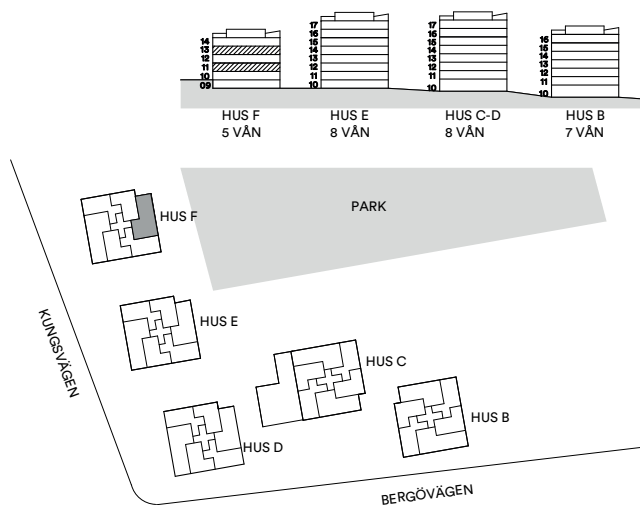 14
13
12
11
10
09
17
16
15
14
13
12
11
10
17
16
15
14
13
12
11
10
16
15
14
13
12
11
10
HUS F
5 VÅN
HUS E
8 VÅN
HUS C-D
8 VÅN
HUS B
7 VÅN
PARK
HUS F
HUS E
HUS C
HUS B
HUS D
KUNGSVÄGEN
BERGÖVÄGEN